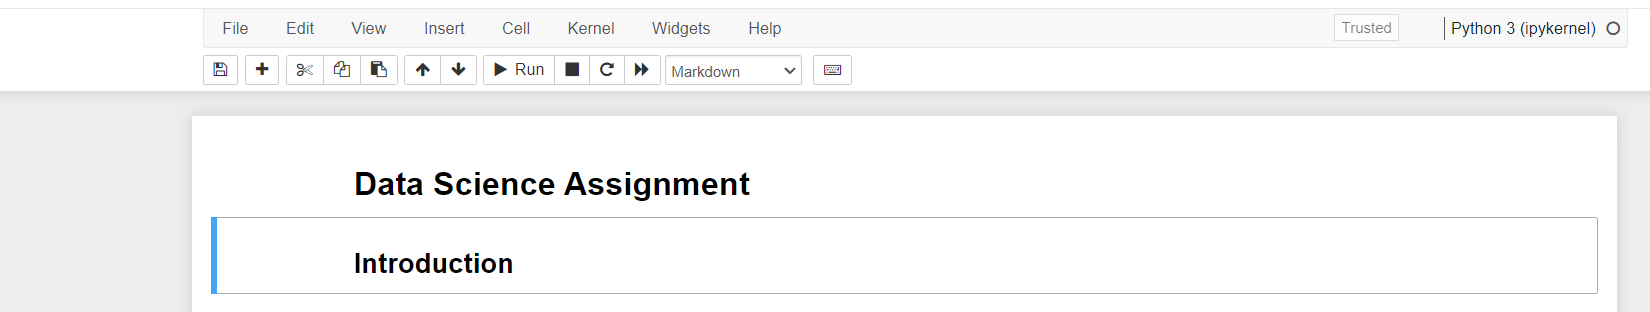 File Edit View Insert Cell Kernel Widgets Help Trusted Python 3 (ipykernel)
Run Markdown
Data Science Assignment
Introduction